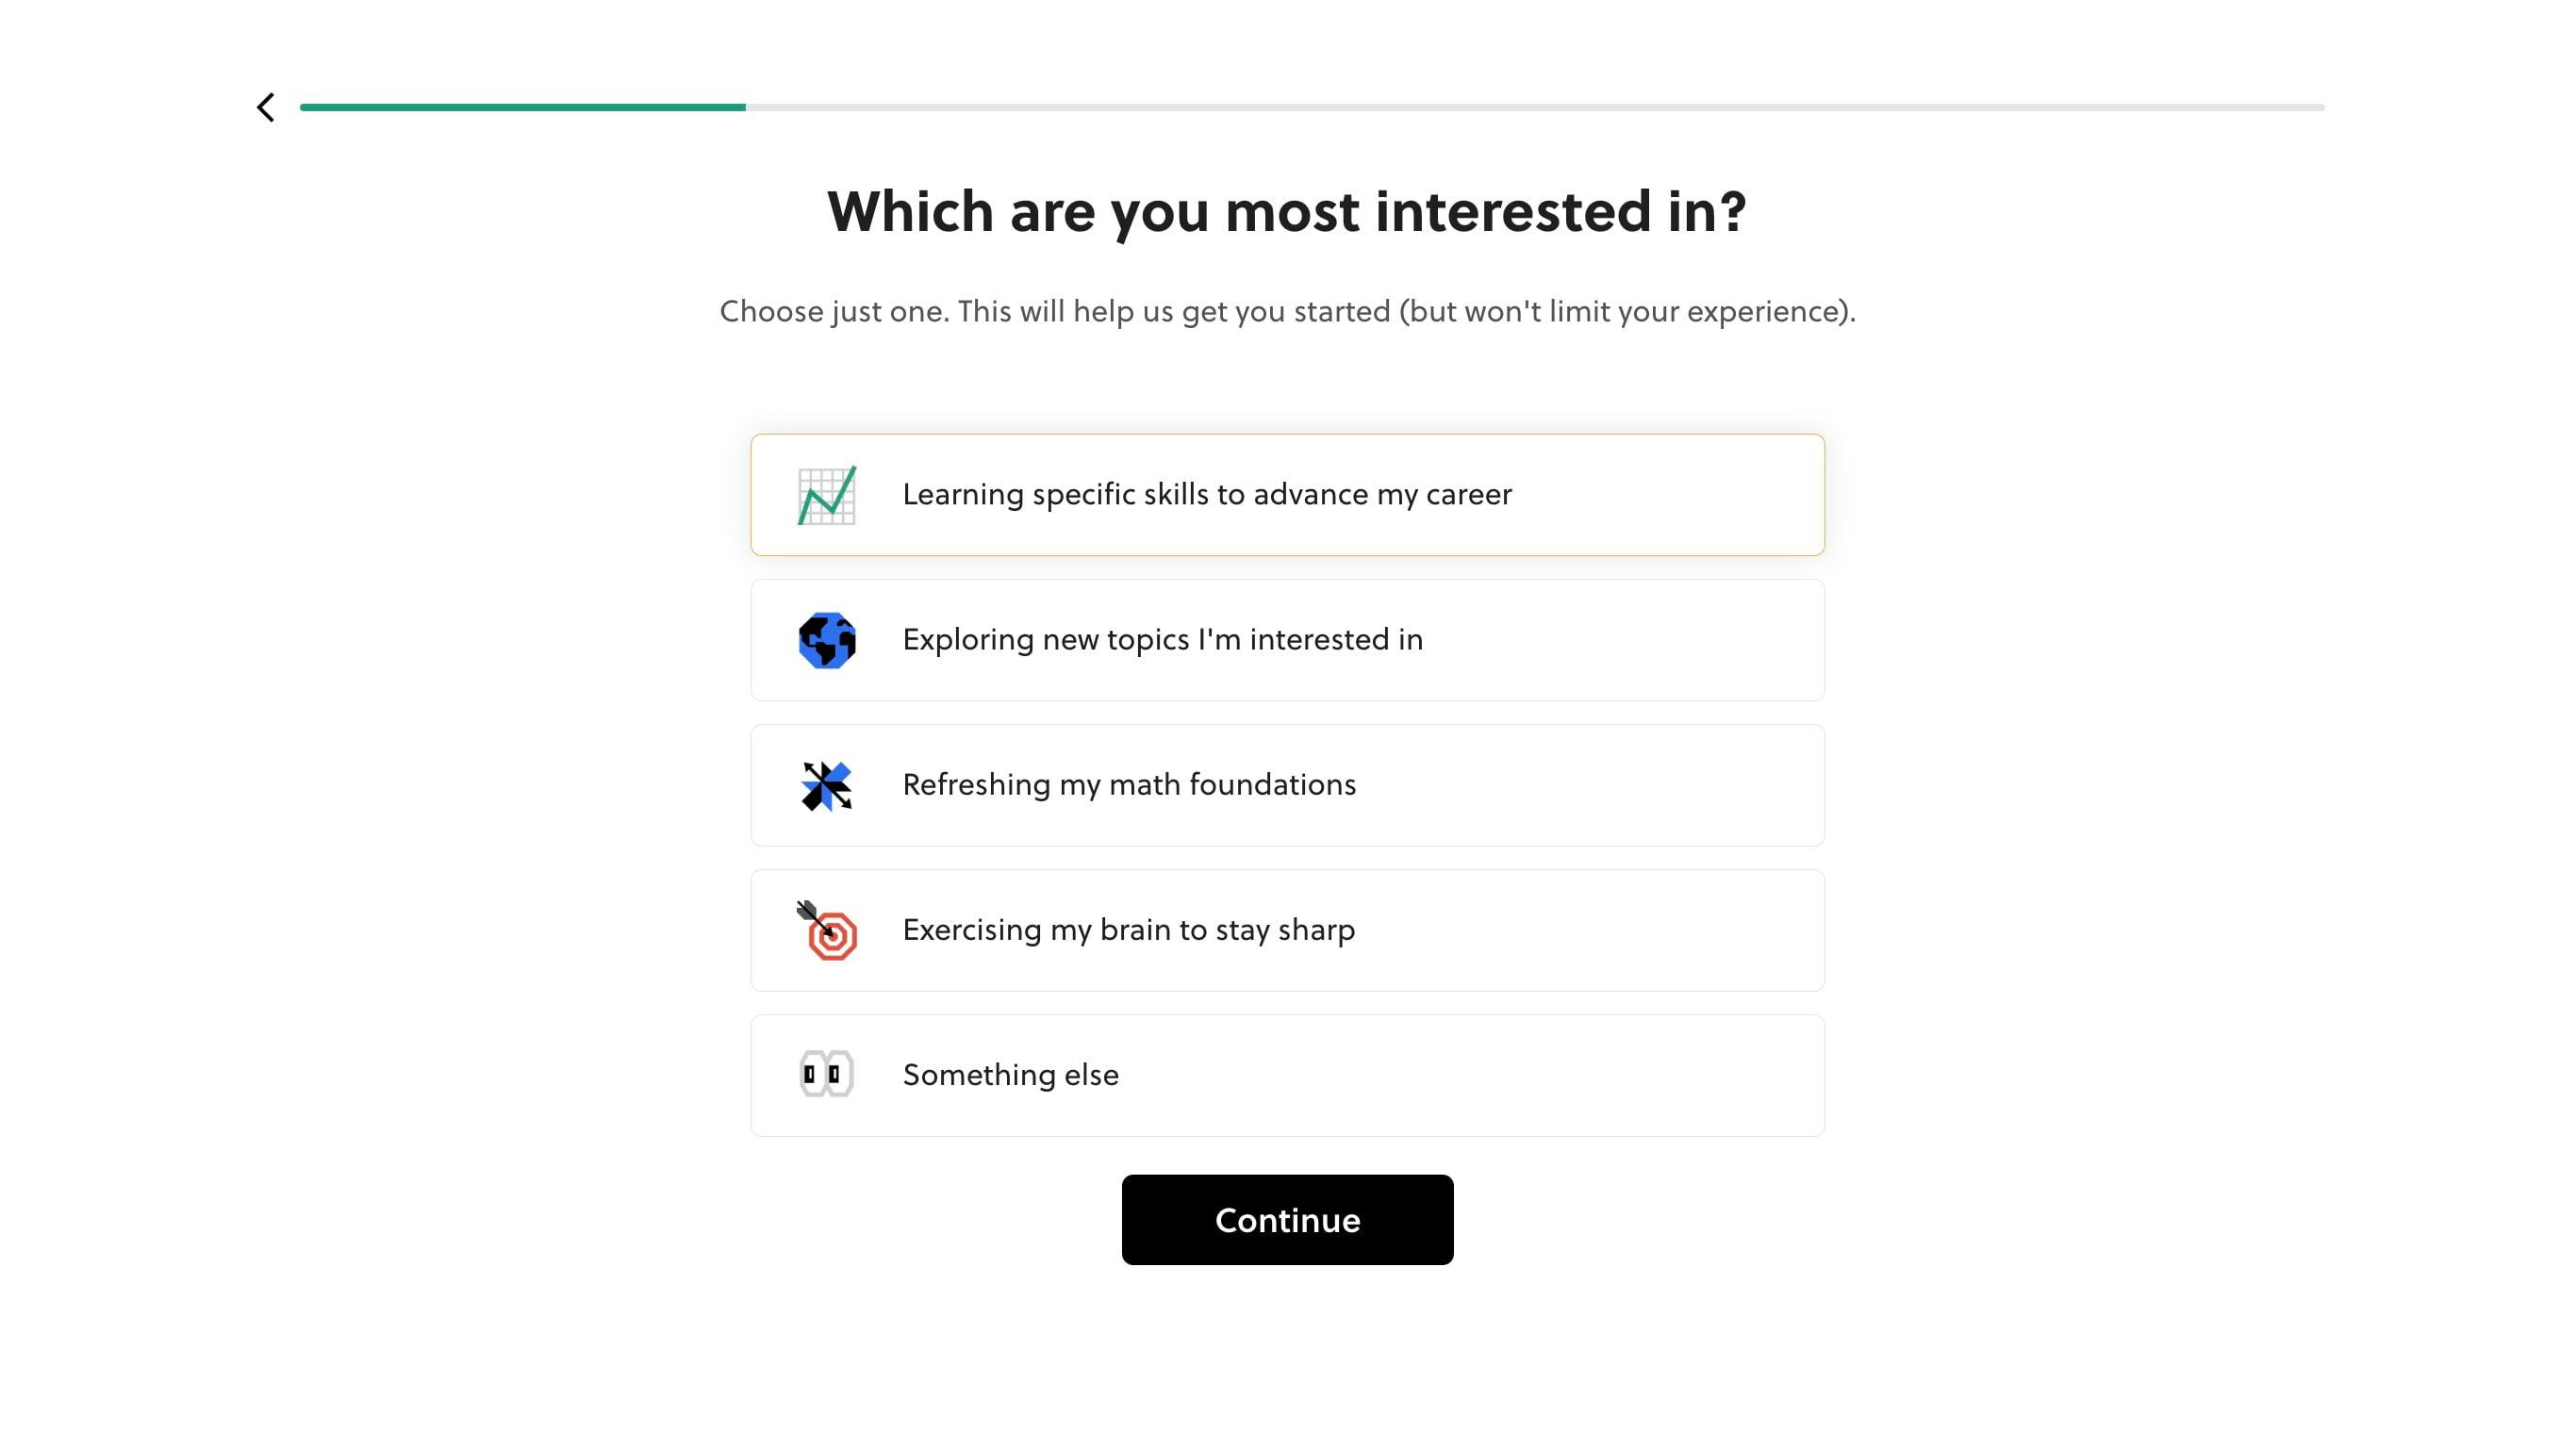 Which are you most interested in?
Choose just one. This will help us get you started (but won't limit your experience).
Learning specific skills to advance my career
Exploring new topics I'm interested in
Refreshing my math foundations
Exercising my brain to stay sharp
Something else
Continue